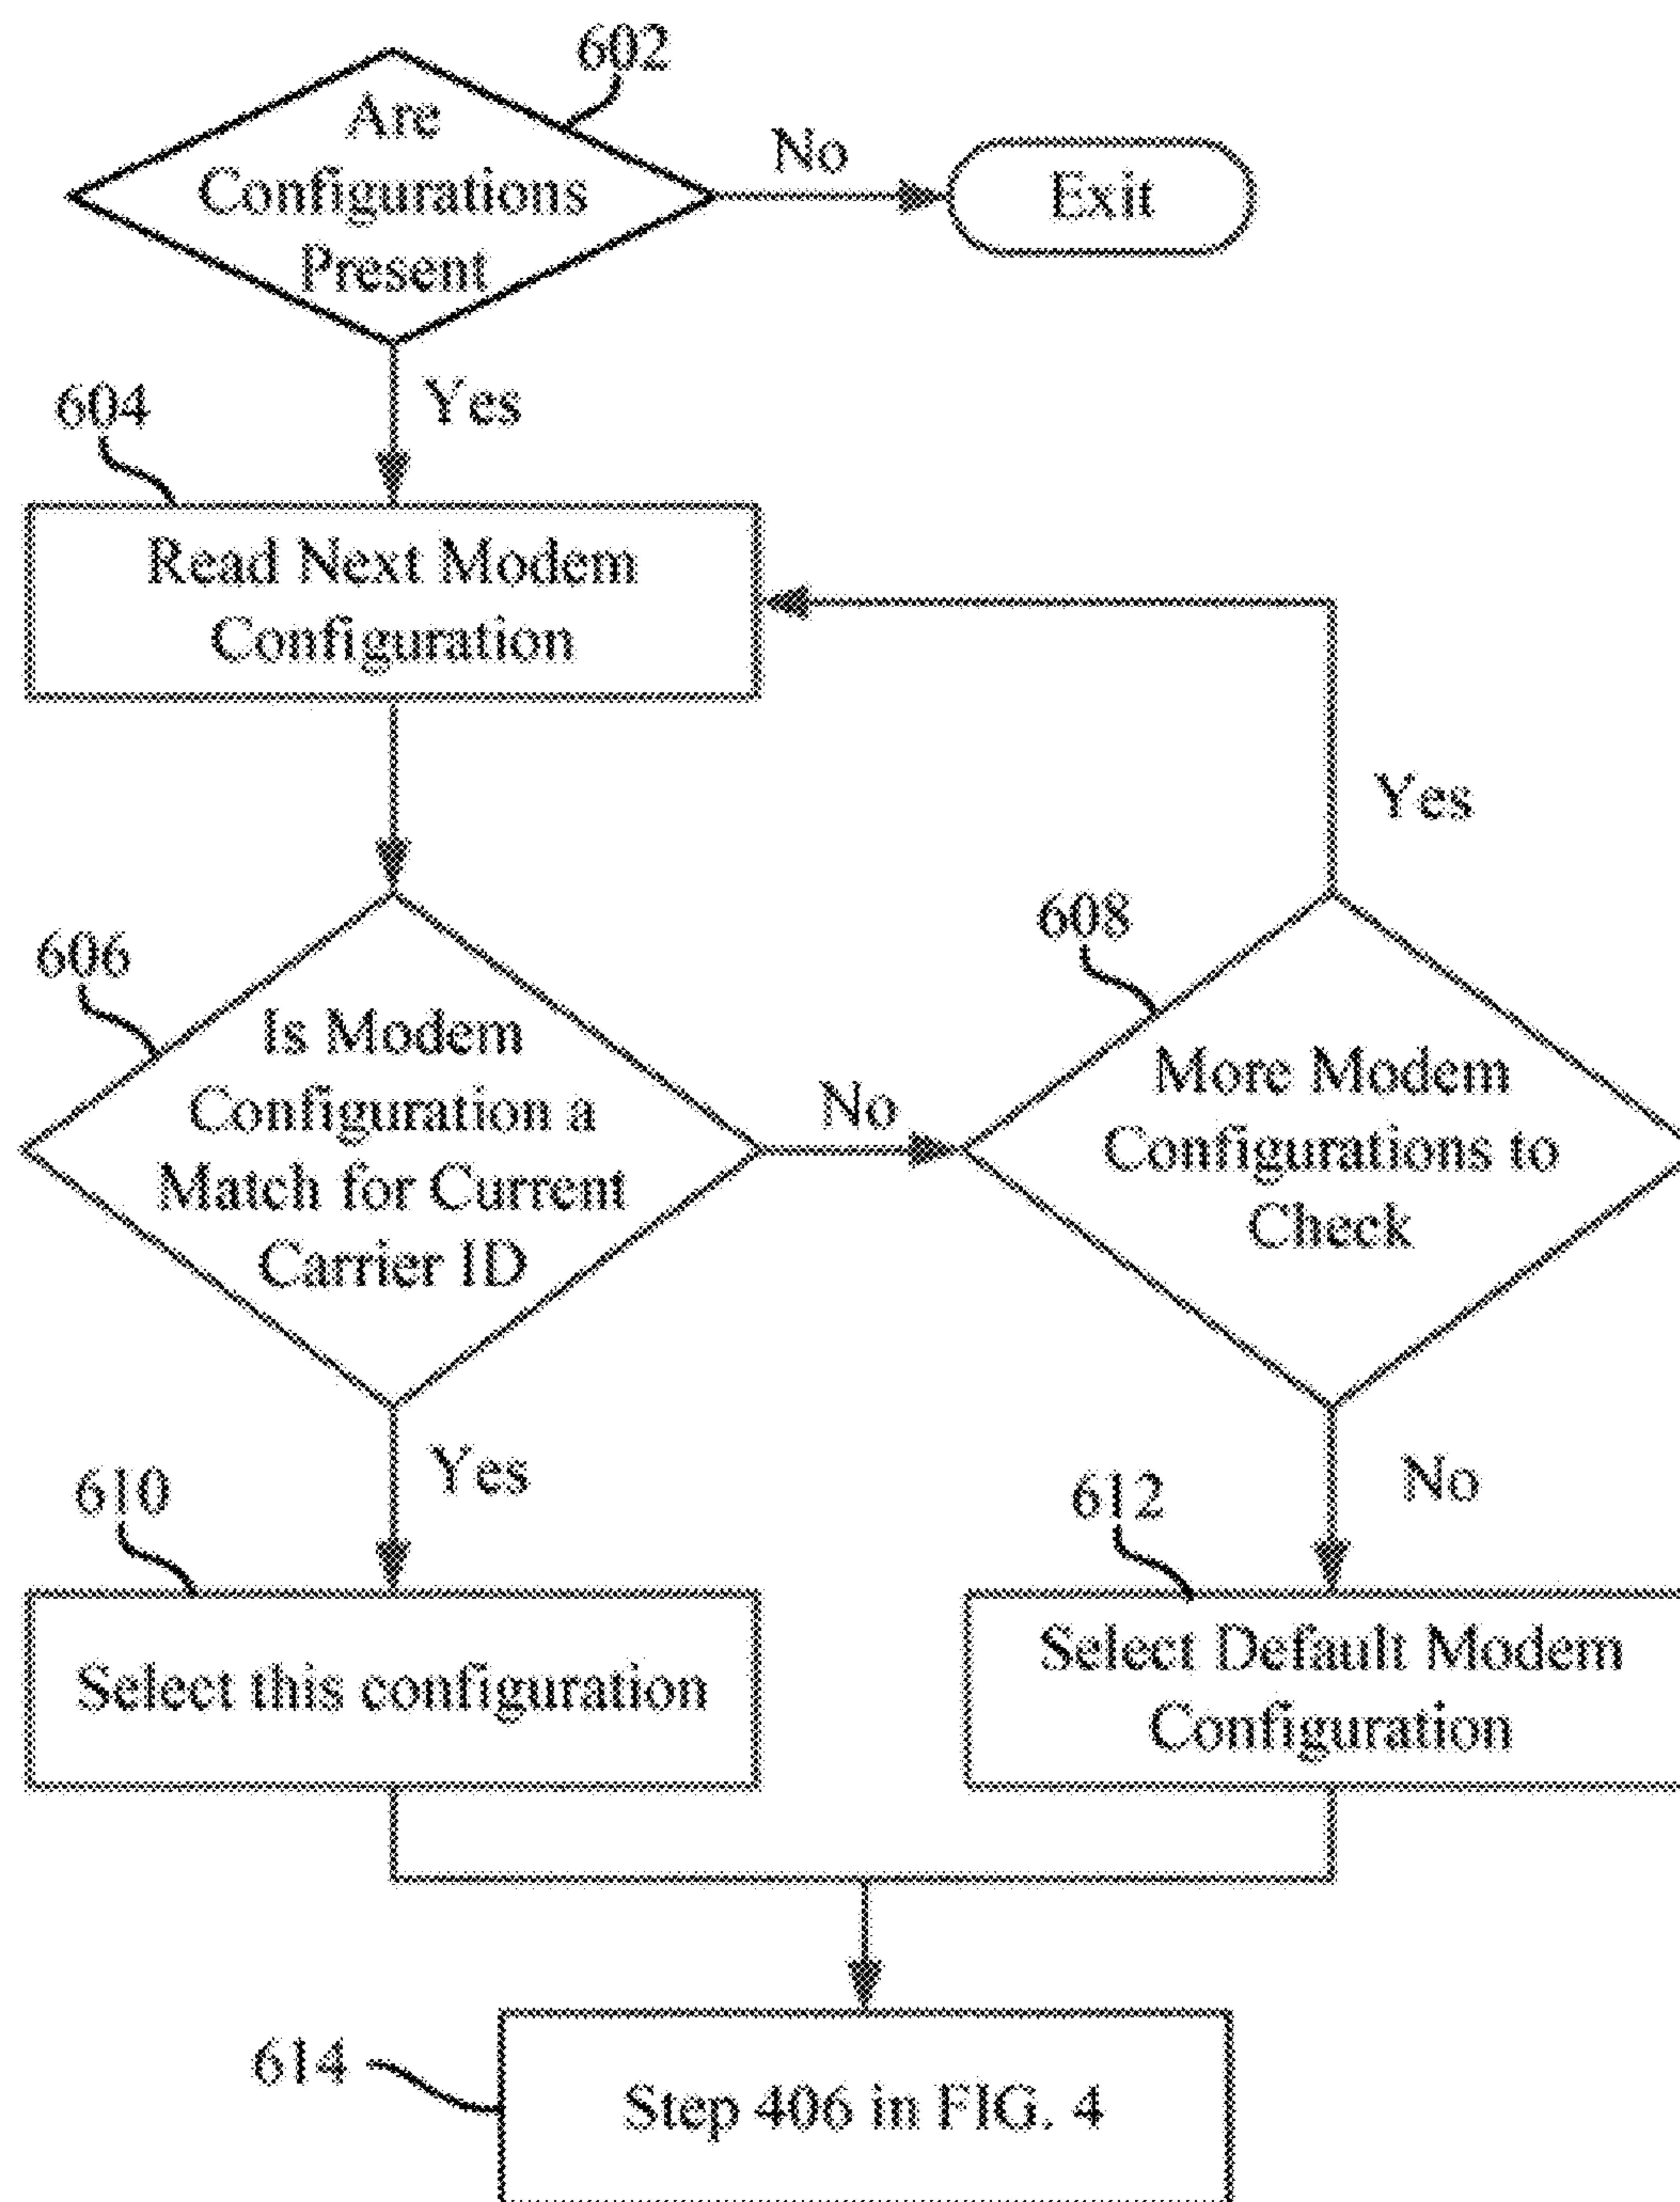 602
Are
Configurations
Present
No
Exit
Yes
604
Read Next Modem
Configuration
Yes
606
Is Modem
Configuration a
Match for Current
Carrier ID
No
608
More Modem
Configurations to
Check
Yes
No
610
Select this configuration
612
Select Default Modem
Configuration
614
Step 406 in FIG. 4